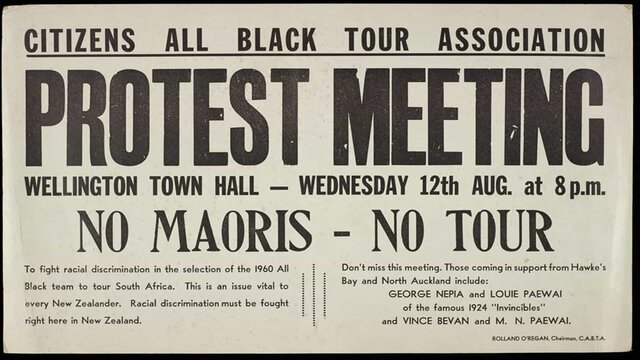 CITIZENS ALL BLACK TOUR ASSOCIATION
PROTEST MEETING
WELLINGTON TOWN HALL — WEDNESDAY 12th AUG. at 8 p.m.
NO MAORIS - NO TOUR
To fight racial discrimination in the selection of the 1960 All
Black team to tour South Africa. This is an issue vital to
every New Zealander. Racial discrimination must be fought
right here in New Zealand.
Don't miss this meeting. Those coming in support from Hawke's
Bay and North Auckland include:
GEORGE NEPIA and LOUIE PAEWAI
of the famous 1924 "Invincibles"
and VINCE BEVAN and M. N. PAEWAI.
ROLLAND O'REGAN, Chairman, C.A.B.T.A.